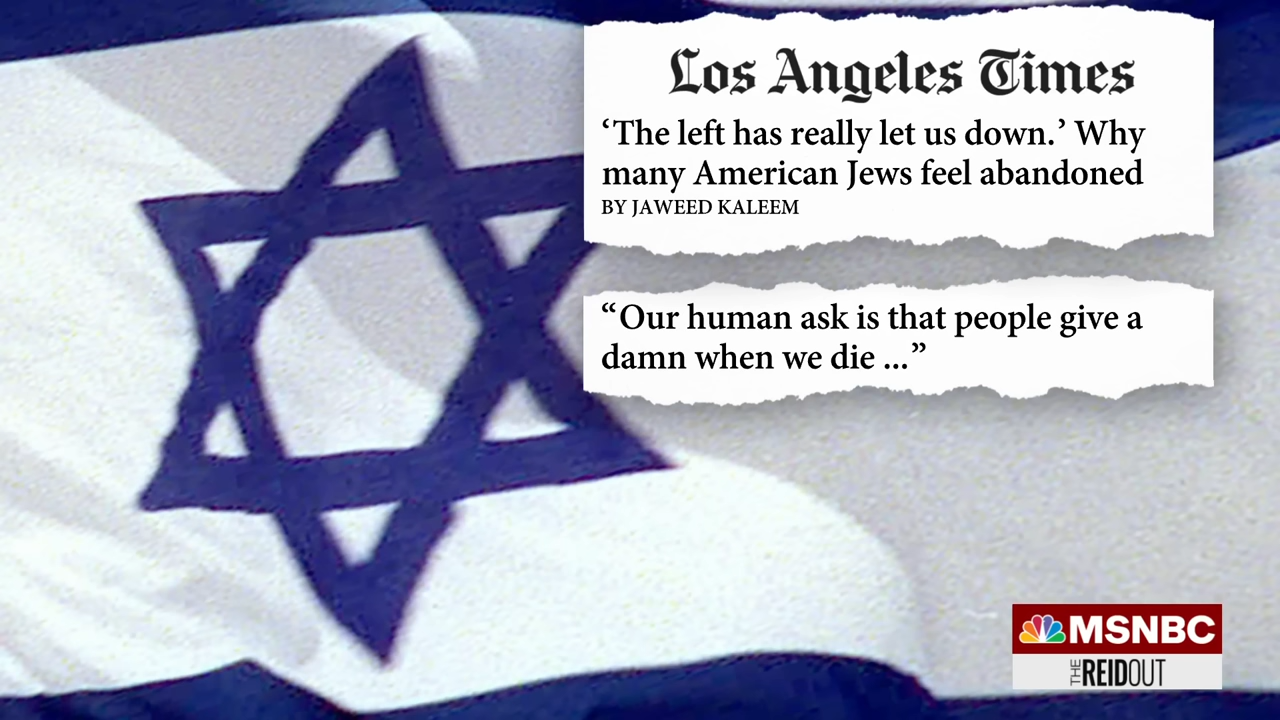 Los Angeles Times
‘The left has really let us down.’ Why
many American Jews feel abandoned
BY JAWEED KALEEM
“Our human ask is that people give a
damn when we die ...”
MSNBC
THE REIDOUT